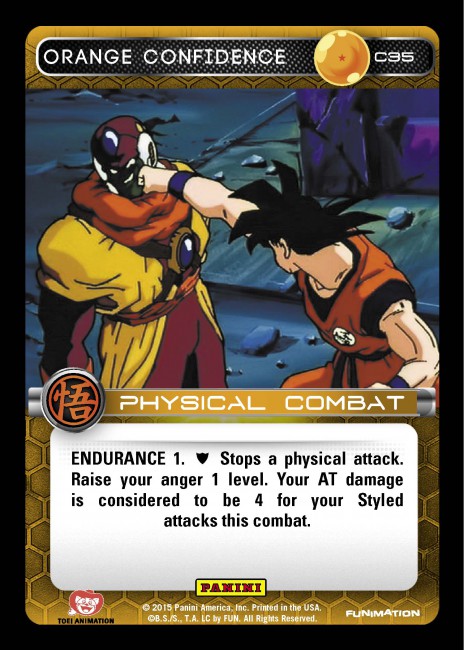 ORANGE CONFIDENCE C35
悟
PHYSICAL COMBAT
ENDURANCE 1. Stops a physical attack.
Raise your anger 1 level. Your AT damage
is considered to be 4 for your Styled
attacks this combat.
PANINI
TOEI ANIMATION
© 2015 Panini America, Inc. Printed in the USA.
©B.S./S., T.A. LC by FUN. All Rights Reserved.
FUNIMATION